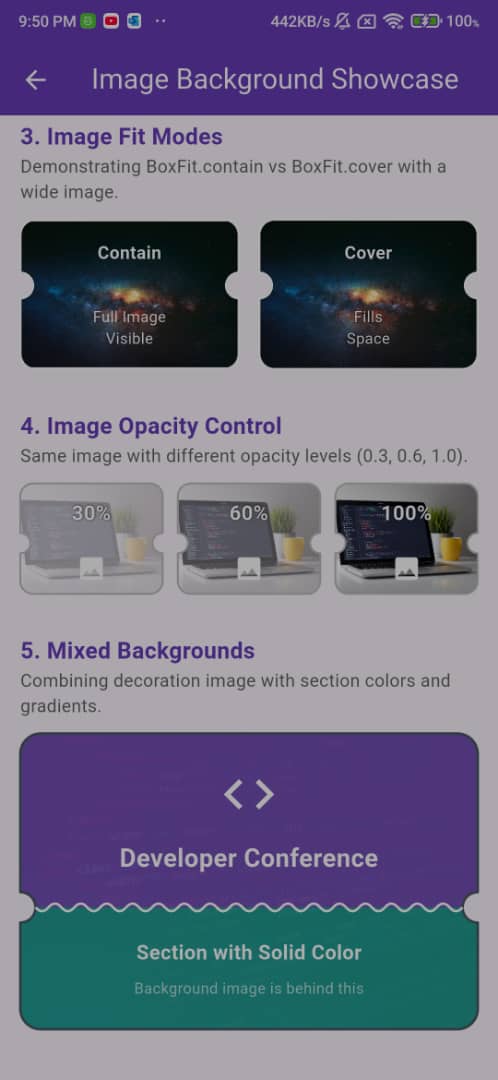 9:50 PM 442KB/s 100%
Image Background Showcase
3. Image Fit Modes
Demonstrating BoxFit.contain vs BoxFit.cover with a
wide image.
Contain
Full Image
Visible
Cover
Fills
Space
4. Image Opacity Control
Same image with different opacity levels (0.3, 0.6, 1.0).
30%
60%
100%
5. Mixed Backgrounds
Combining decoration image with section colors and
gradients.
Developer Conference
Section with Solid Color
Background image is behind this